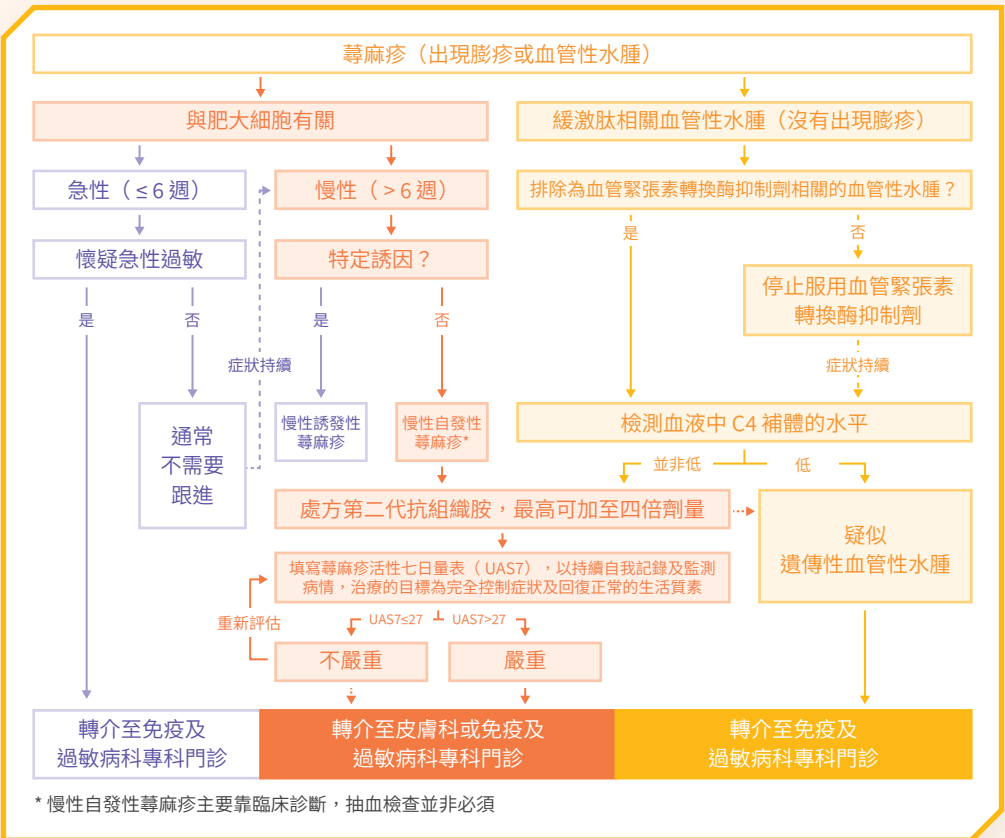 蕁麻疹（出現膨疹或血管性水腫）
與肥大細胞有關
緩激肽相關血管性水腫（沒有出現膨疹）
急性（ ≤ 6 週）
慢性（ > 6 週）
排除為血管緊張素轉換酶抑制劑相關的血管性水腫？
是
否
懷疑急性過敏
特定誘因？
停止服用血管緊張素
轉換酶抑制劑
是
否
是
否
症狀持續
症狀持續
通常
不需要
跟進
慢性誘發性
蕁麻疹
慢性自發性
蕁麻疹*
檢測血液中 C4 補體的水平
並非低
低
處方第二代抗組織胺，最高可加至四倍劑量
疑似
遺傳性血管性水腫
填寫蕁麻疹活性七日量表（ UAS7），以持續自我記錄及監測
病情，治療的目標為完全控制症狀及回復正常的生活質素
重新評估
UAS7≤27
UAS7>27
不嚴重
嚴重
轉介至免疫及
過敏病科專科門診
轉介至皮膚科或免疫及
過敏病科專科門診
轉介至免疫及
過敏病科專科門診
* 慢性自發性蕁麻疹主要靠臨床診斷，抽血檢查並非必須